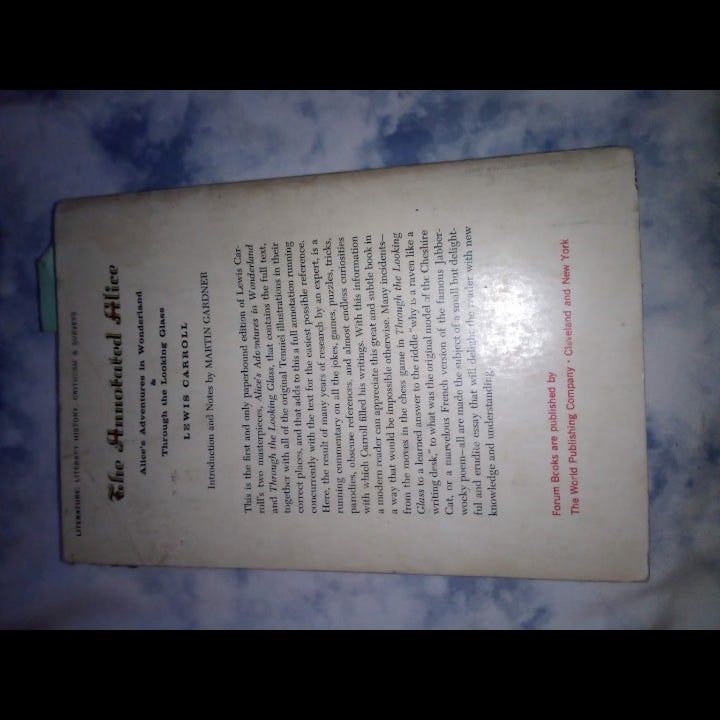 LITERATURE: LITERARY HISTORY, CRITICISM & SURVEYS
The Annotated Alice
Alice's Adventures in Wonderland
&
Through the Looking Glass
LEWIS CARROLL
Introduction and Notes by MARTIN GARDNER
This is the first and only paperbound edition of Lewis Car-
roll's two masterpieces, Alice's Adventures in Wonderland
and Through the Looking Glass, that contains the full text,
together with all of the original Tenniel illustrations in their
correct places, and that adds to this a full annotation running
concurrently with the text for the easiest possible reference.
Here, the result of many years of research by an expert, is a
running commentary on all the jokes, games, puzzles, tricks,
parodies, obscure references, and almost endless curiosities
with which Carroll filled his writings. With this information
a modern reader can appreciate this great and subtle book in
a way that would be impossible otherwise. Many incidents—
from the moves in the chess game in Through the Looking
Glass to a learned answer to the riddle "why is a raven like a
writing desk," to what was the original model of the Cheshire
Cat, or a marvelous French version of the famous Jabber-
wocky poem—all are made the subject of a small but delight-
ful and erudite essay that will delight the reader with new
knowledge and understanding.
Forum Books are published by
The World Publishing Company · Cleveland and New York